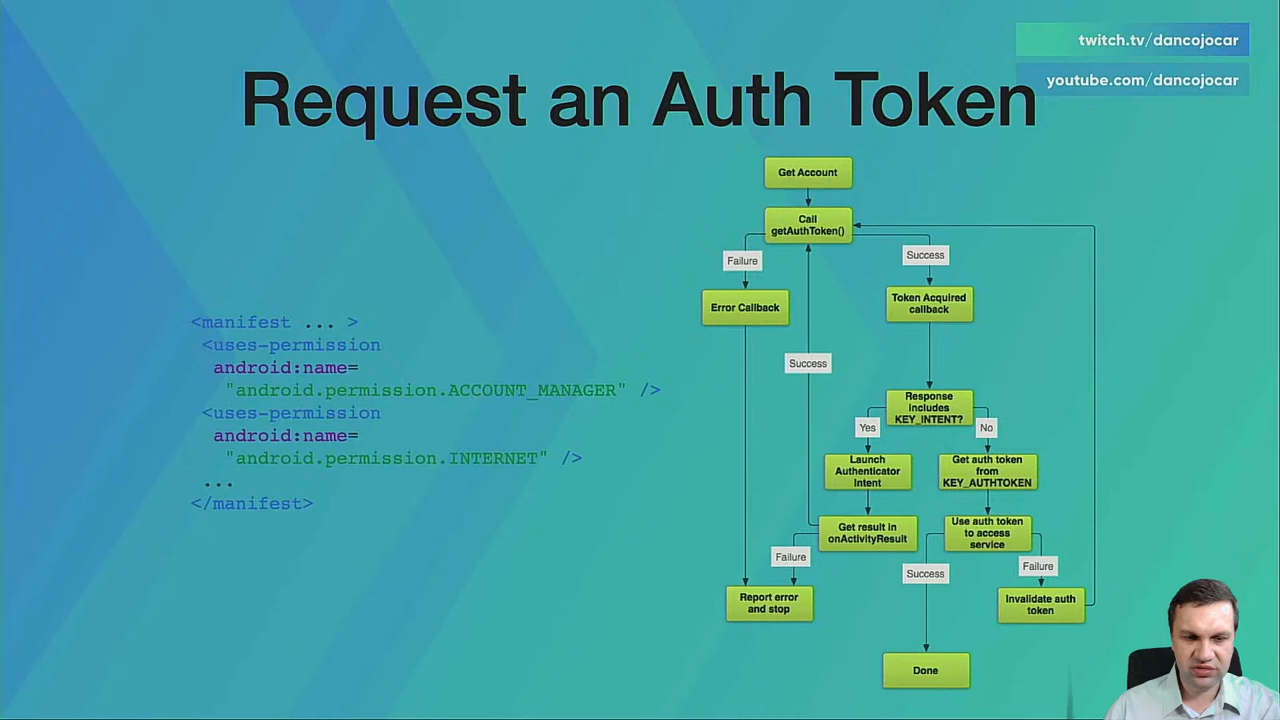 twitch.tv/dancojocar
youtube.com/dancojocar
Request an Auth Token
<manifest ... >
<uses-permission
android:name=
"android.permission.ACCOUNT_MANAGER" />
<uses-permission
android:name=
"android.permission.INTERNET" />
...
</manifest>
Get Account
Call
getAuthToken()
Failure
Success
Error Callback
Token Acquired
callback
Success
Response
includes
KEY_INTENT?
Yes
No
Launch
Authenticator
Intent
Get auth token
from
KEY_AUTHTOKEN
Get result in
onActivityResult
Use auth token
to access
service
Failure
Success
Failure
Report error
and stop
Invalidate auth
token
Done